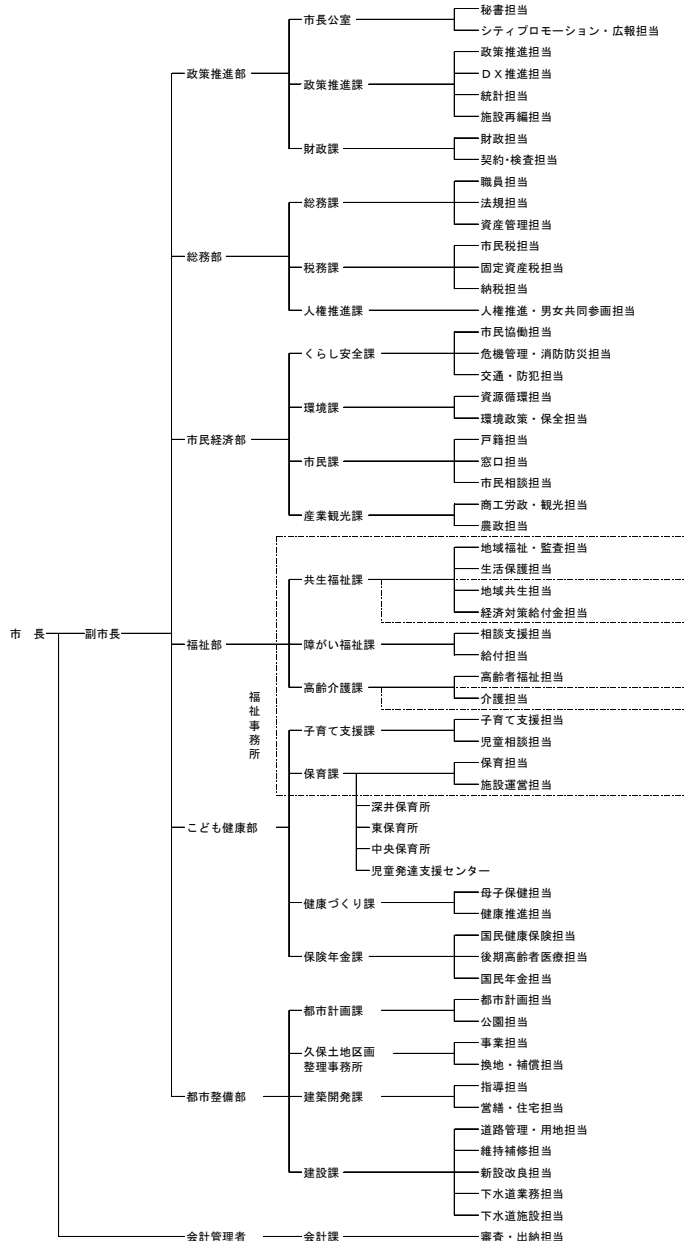 市長公室
秘書担当
シティプロモーション・広報担当
政策推進部
政策推進課
政策推進担当
ＤＸ推進担当
統計担当
施設再編担当
財政課
財政担当
契約・検査担当
総務部
総務課
職員担当
法規担当
資産管理担当
税務課
市民税担当
固定資産税担当
納税担当
人権推進課
人権推進・男女共同参画担当
市民経済部
くらし安全課
市民協働担当
危機管理・消防防災担当
交通・防犯担当
環境課
資源循環担当
環境政策・保全担当
市民課
戸籍担当
窓口担当
市民相談担当
産業観光課
商工労政・観光担当
農政担当
市　長
副市長
福祉部
共生福祉課
地域福祉・監査担当
生活保護担当
地域共生担当
経済対策給付金担当
障がい福祉課
相談支援担当
給付担当
高齢介護課
高齢者福祉担当
介護担当
福祉事務所
こども健康部
子育て支援課
子育て支援担当
児童相談担当
保育課
保育担当
施設運営担当
深井保育所
東保育所
中央保育所
児童発達支援センター
健康づくり課
母子保健担当
健康推進担当
保険年金課
国民健康保険担当
後期高齢者医療担当
国民年金担当
都市整備部
都市計画課
都市計画担当
公園担当
久保土地区画
整理事務所
事業担当
換地・補償担当
建築開発課
指導担当
営繕・住宅担当
建設課
道路管理・用地担当
維持補修担当
新設改良担当
下水道業務担当
下水道施設担当
会計管理者
会計課
審査・出納担当